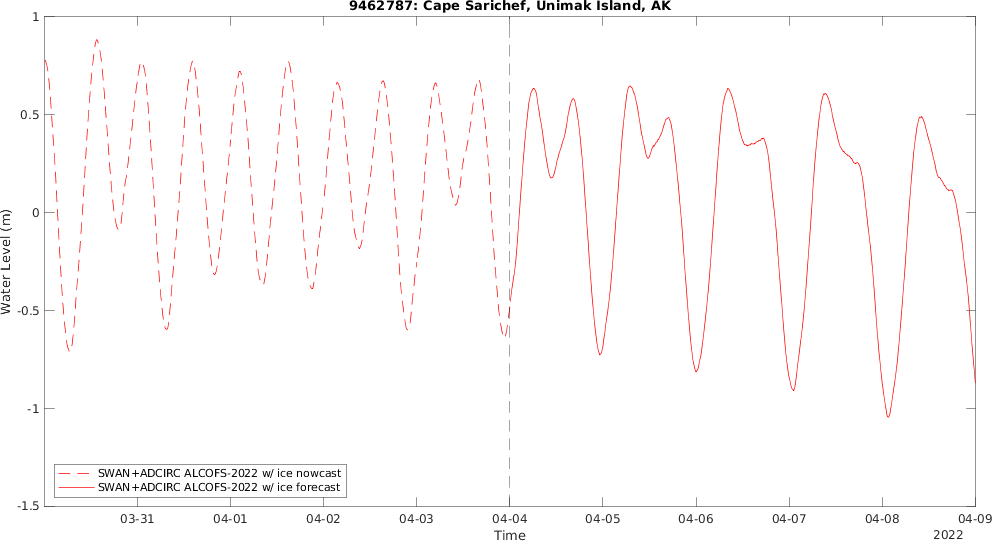 9462787: Cape Sarichef, Unimak Island, AK
1
0.5
0
-0.5
-1
-1.5
Water Level (m)
SWAN+ADCIRC ALCOFS-2022 w/ ice nowcast
SWAN+ADCIRC ALCOFS-2022 w/ ice forecast
03-31 04-01 04-02 04-03 04-04 04-05 04-06 04-07 04-08 04-09
Time
2022